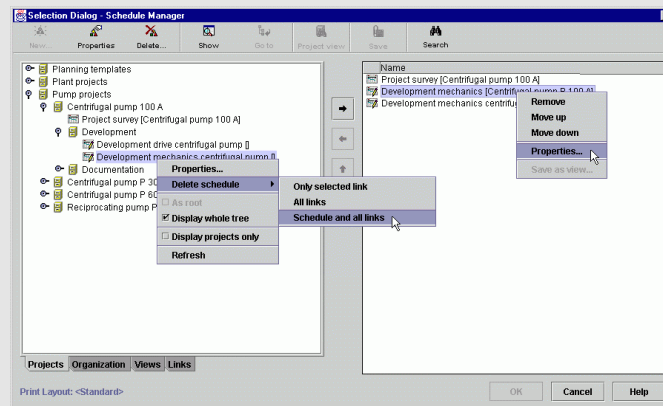 Selection Dialog - Schedule Manager
New... Properties Delete... Show Go to Project view Save Search
Planning templates
Plant projects
Pump projects
Centrifugal pump 100 A
Project survey [Centrifugal pump 100 A]
Development
Development drive centrifugal pump []
Development mechanics centrifugal pump []
Documentation
Centrifugal pump P 30
Centrifugal pump P 60
Reciprocating pump P
Properties...
Delete schedule
As root
Display whole tree
Display projects only
Refresh
Only selected link
All links
Schedule and all links
Name
Project survey [Centrifugal pump 100 A]
Development mechanics [Centrifugal pump P 100 A]
Development mechanics centrifug
Remove
Move up
Move down
Properties...
Save as view...
Projects Organization Views Links
Print Layout: <Standard>
OK Cancel Help